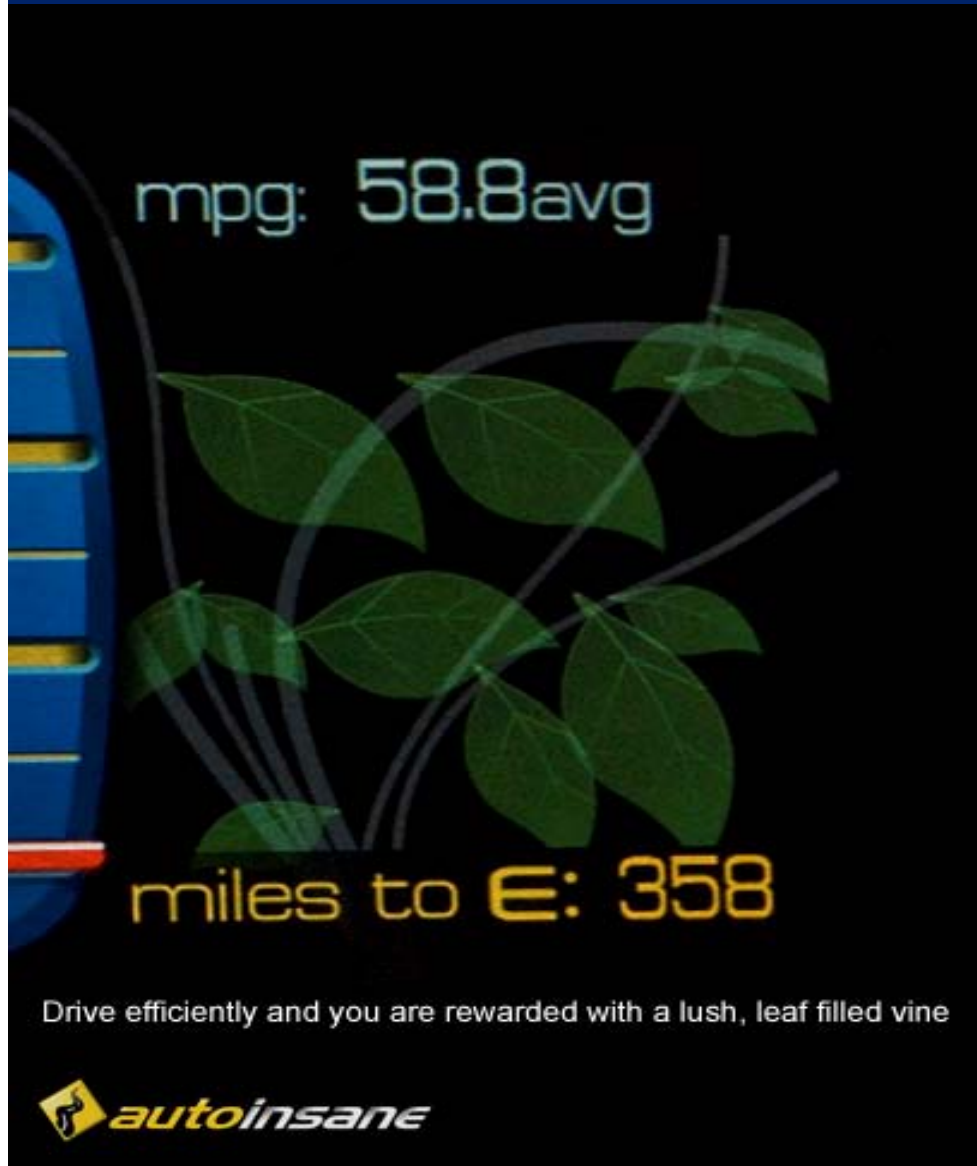 mpg: 58.8avg
miles to E: 358
Drive efficiently and you are rewarded with a lush, leaf filled vine
autoinsane